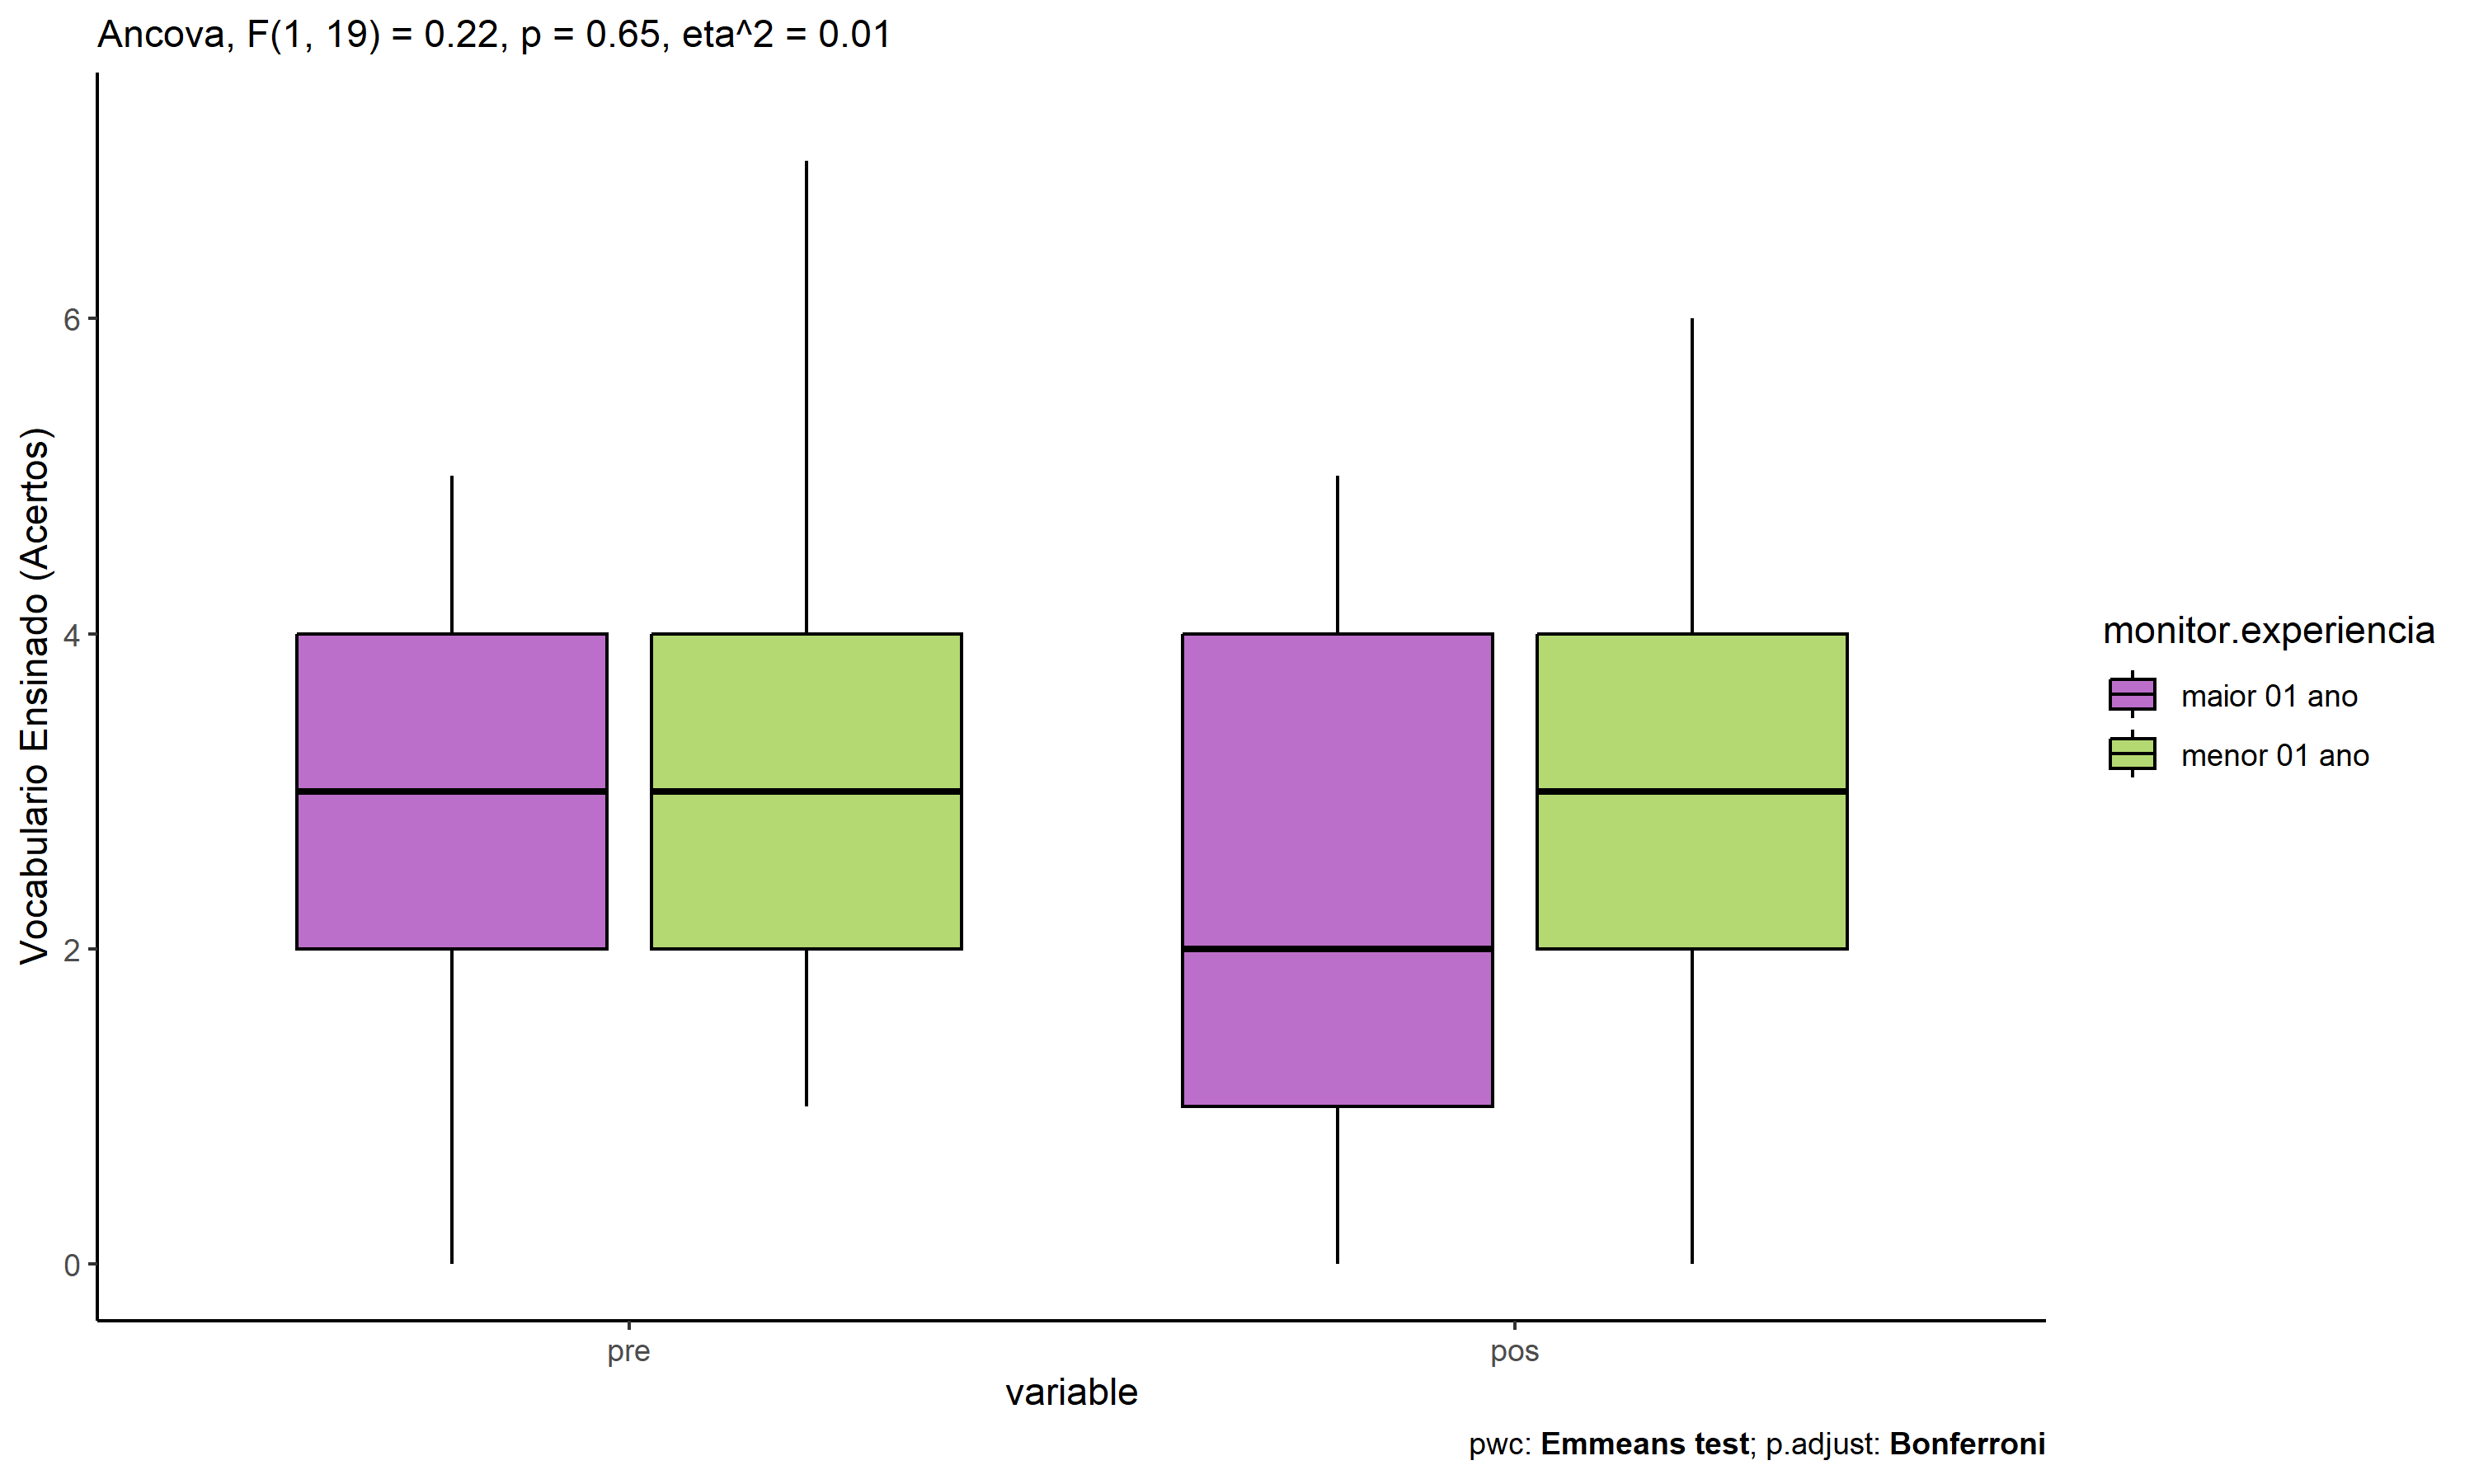 Ancova, F(1, 19) = 0.22, p = 0.65, eta^2 = 0.01
Vocabulario Ensinado (Acertos)
6
4
2
0
pre
pos
variable
monitor.experiencia
maior 01 ano
menor 01 ano
pwc: Emmeans test; p.adjust: Bonferroni